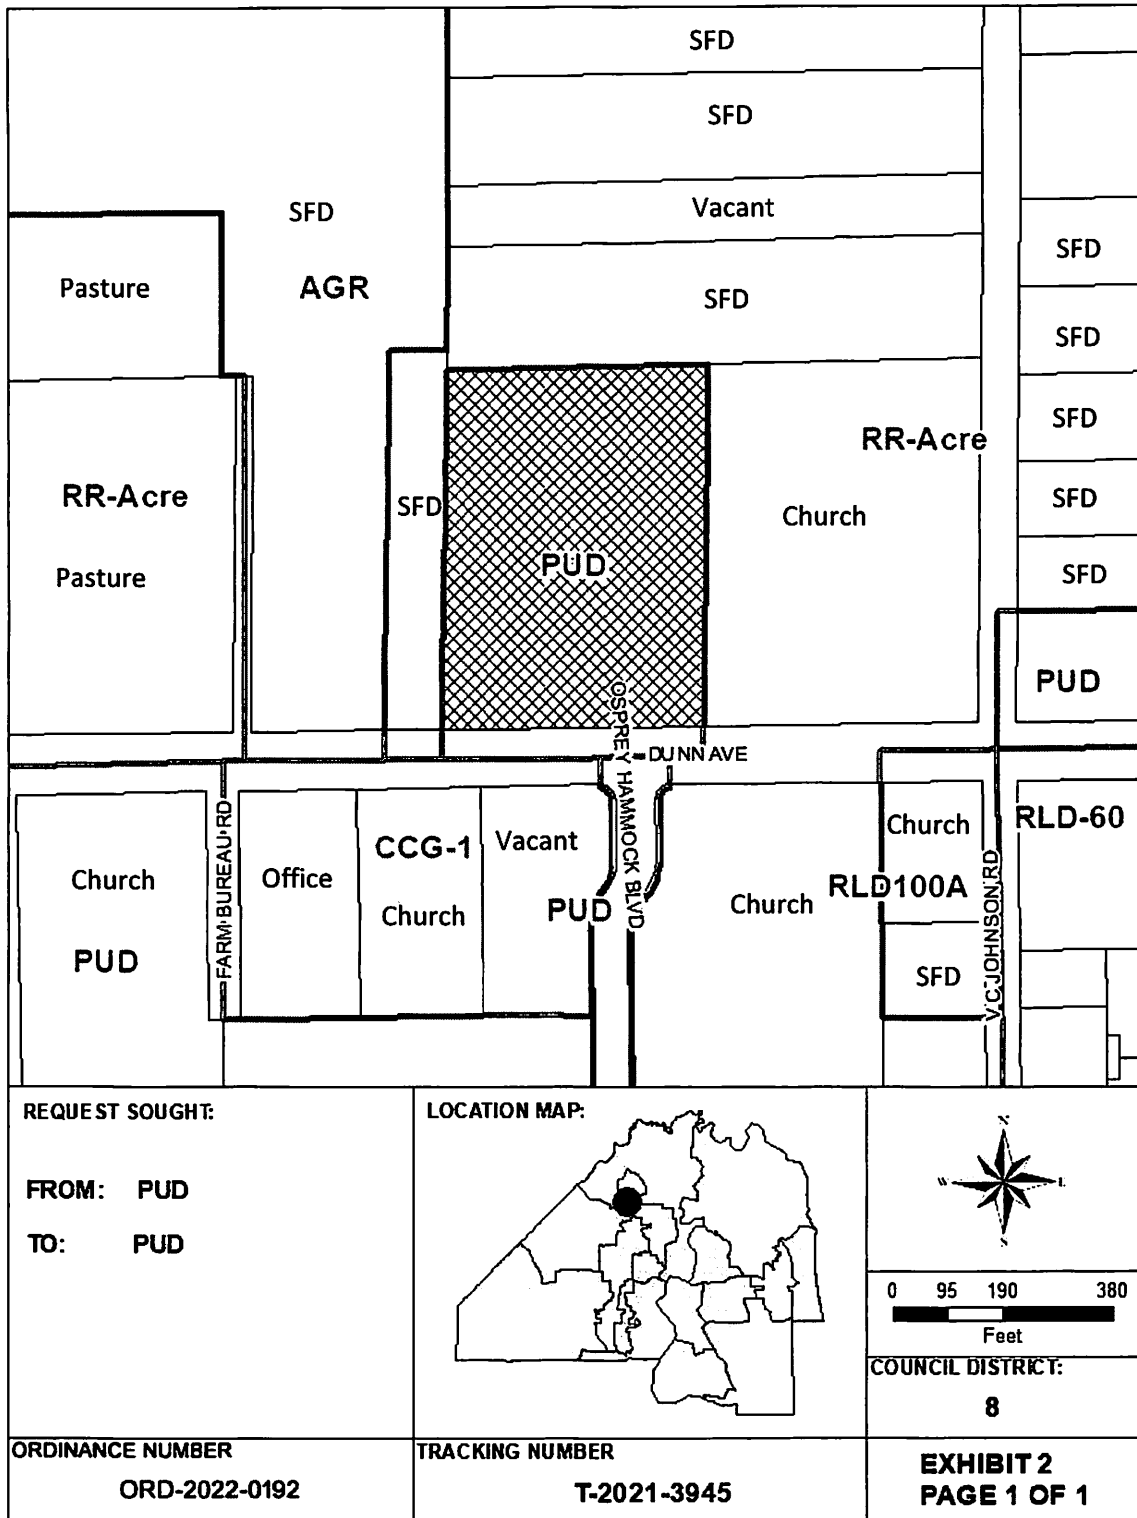 SFD
SFD
Vacant
SFD
SFD
Pasture
AGR
SFD
SFD
SFD
SFD
SFD
RR-Acre
RR-Acre
Pasture
SFD
PUD
Church
PUD
OSPREY HAMMOCK BLVD
DUNN AVE
FARM BUREAU RD
V C JOHNSON RD
Church
PUD
Office
CCG-1
Church
Vacant
PUD
Church
Church
RLD100A
SFD
RLD-60
REQUEST SOUGHT:
FROM: PUD
TO: PUD
LOCATION MAP:
N
W E
S
0 95 190 380
Feet
COUNCIL DISTRICT:
8
ORDINANCE NUMBER
ORD-2022-0192
TRACKING NUMBER
T-2021-3945
EXHIBIT 2
PAGE 1 OF 1